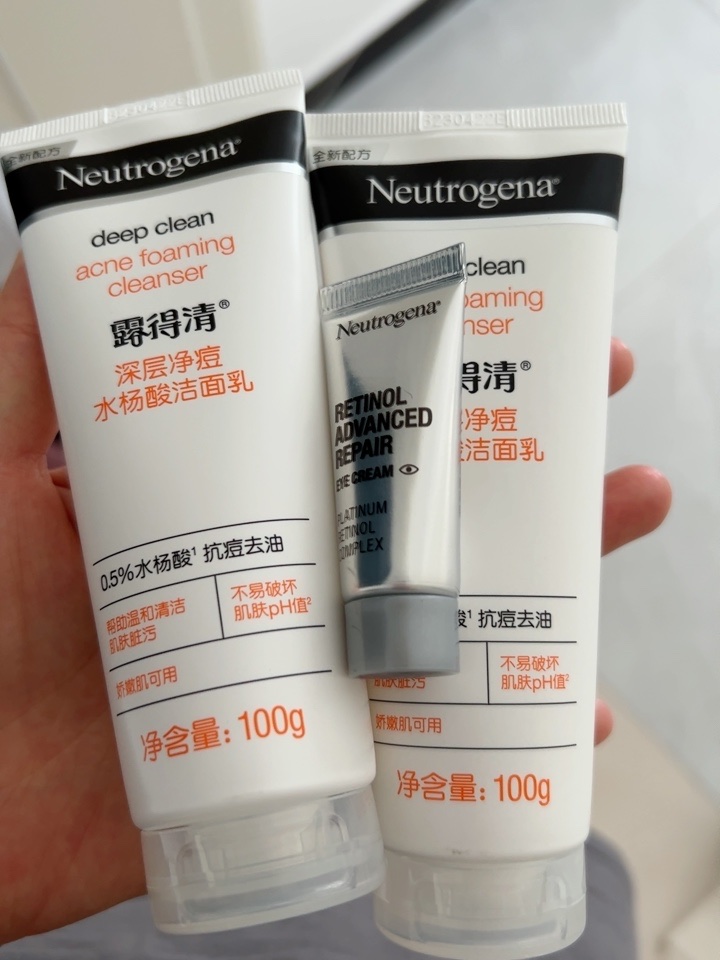 全新配方
Neutrogena®
deep clean
acne foaming
cleanser
露得清®
深层净痘
水杨酸洁面乳
0.5%水杨酸¹ 抗痘去油
帮助温和清洁
肌肤脏污
不易破坏
肌肤pH值²
娇嫩肌可用
净含量：100g
Neutrogena®
RETINOL
ADVANCED
REPAIR
EYE CREAM
PLATINUM
RETINOL
COMPLEX
全新配方
Neutrogena®
clean
oaming
nser
得清®
净痘
洁面乳
酸¹ 抗痘去油
肌肤脏污
不易破坏
肌肤pH值²
娇嫩肌可用
净含量：100g